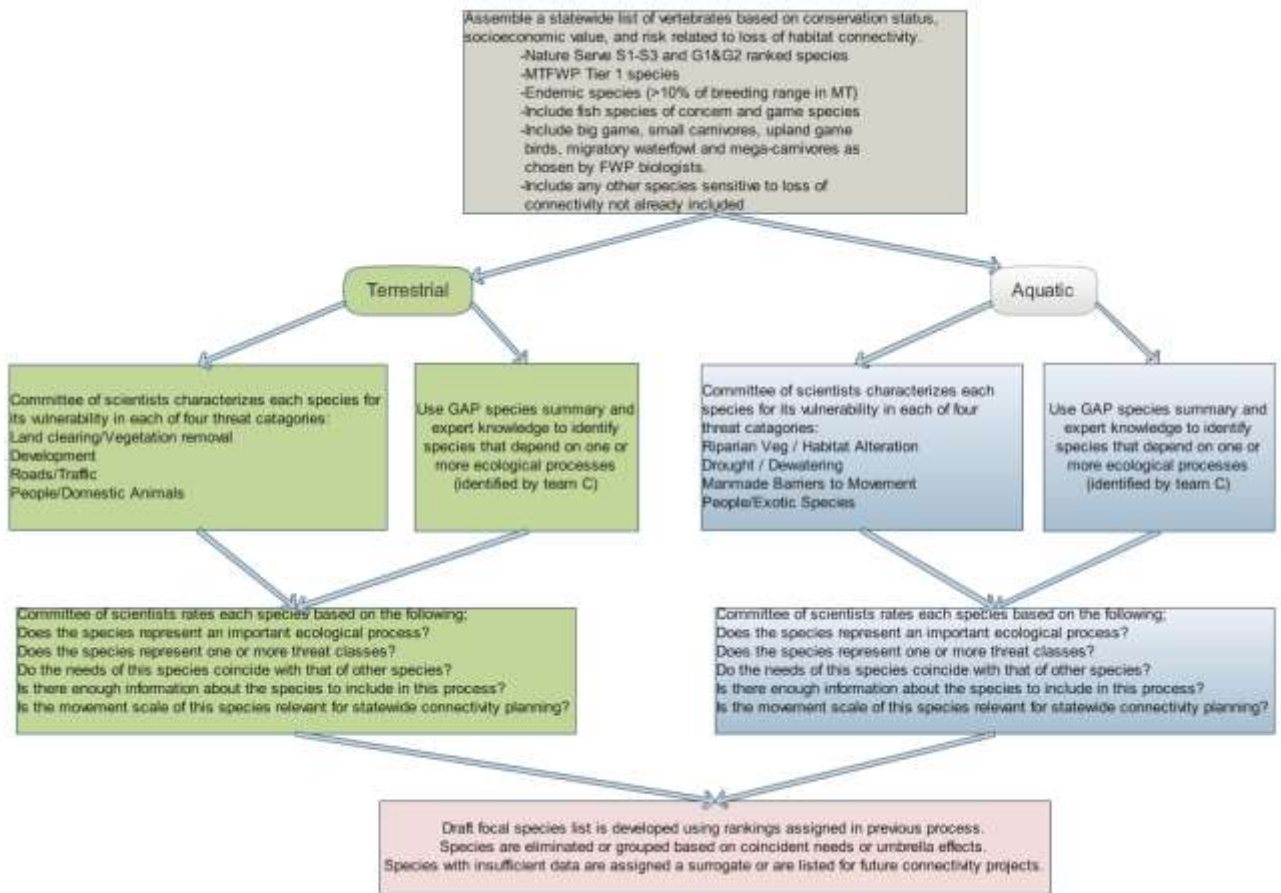 Assemble a statewide list of vertebrates based on conservation status,
socioeconomic value, and risk related to loss of habitat connectivity.
-Nature Serve S1-S3 and G1&G2 ranked species
-MTFWP Tier 1 species
-Endemic species (>10% of breeding range in MT)
-Include fish species of concern and game species
-Include big game, small carnivores, upland game
birds, migratory waterfowl and mega-carnivores as
chosen by FWP biologists.
-Include any other species sensitive to loss of
connectivity not already included
Terrestrial
Aquatic
Committee of scientists characterizes each species for
its vulnerability in each of four threat catagories:
Land clearing/Vegetation removal
Development
Roads/Traffic
People/Domestic Animals
Use GAP species summary and
expert knowledge to identify
species that depend on one or
more ecological processes
(identified by team C)
Committee of scientists characterizes each
species for its vulnerability in each of four
threat catagories:
Riparian Veg / Habitat Alteration
Drought / Dewatering
Manmade Barriers to Movement
People/Exotic Species
Use GAP species summary and
expert knowledge to identify
species that depend on one or
more ecological processes
(identified by team C)
Committee of scientists rates each species based on the following;
Does the species represent an important ecological process?
Does the species represent one or more threat classes?
Do the needs of this species coincide with that of other species?
Is there enough information about the species to include in this process?
Is the movement scale of this species relevant for statewide connectivity planning?
Committee of scientists rates each species based on the following;
Does the species represent an important ecological process?
Does the species represent one or more threat classes?
Do the needs of this species coincide with that of other species?
Is there enough information about the species to include in this process?
Is the movement scale of this species relevant for statewide connectivity planning?
Draft focal species list is developed using rankings assigned in previous process.
Species are eliminated or grouped based on coincident needs or umbrella effects.
Species with insufficient data are assigned a surrogate or are listed for future connectivity projects.